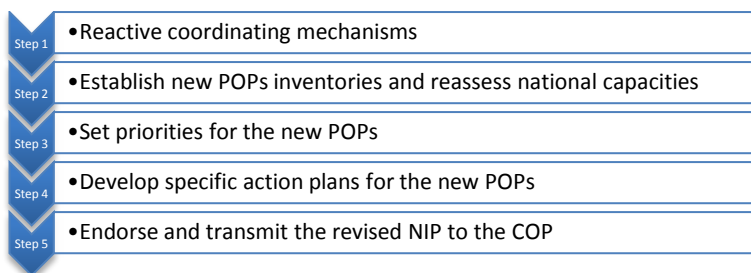 Step 1
•Reactive coordinating mechanisms
Step 2
•Establish new POPs inventories and reassess national capacities
Step 3
•Set priorities for the new POPs
Step 4
•Develop specific action plans for the new POPs
Step 5
•Endorse and transmit the revised NIP to the COP